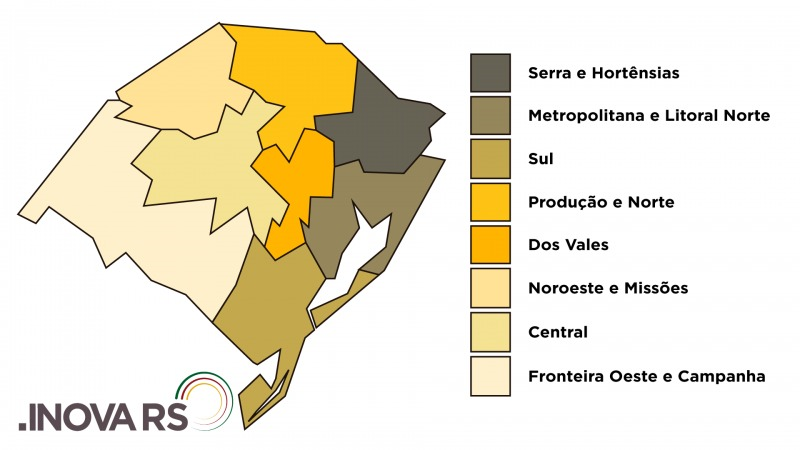 Serra e Hortênsias
Metropolitana e Litoral Norte
Sul
Produção e Norte
Dos Vales
Noroeste e Missões
Central
Fronteira Oeste e Campanha
.INOVA RS